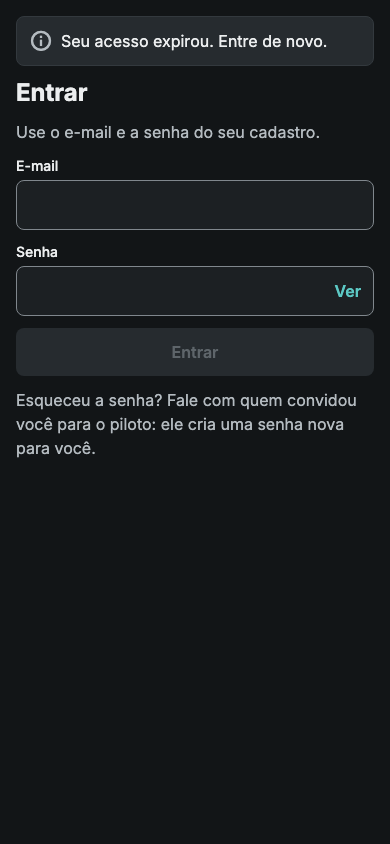 Seu acesso expirou. Entre de novo.
Entrar
Use o e-mail e a senha do seu cadastro.
E-mail
Senha
Ver
Entrar
Esqueceu a senha? Fale com quem convidou
você para o piloto: ele cria uma senha nova
para você.